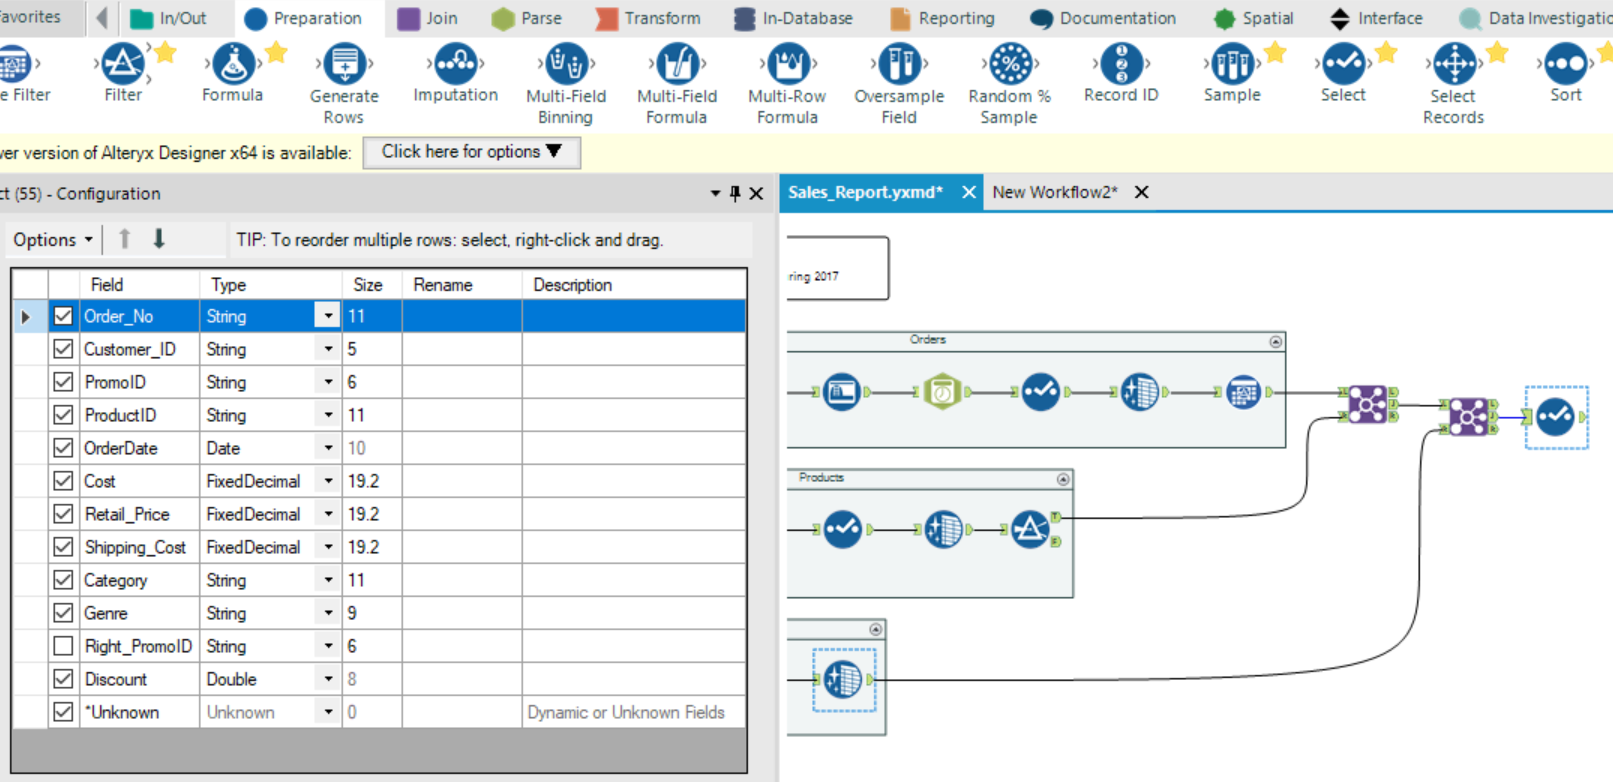 avorites In/Out Preparation Join Parse Transform In-Database Reporting Documentation Spatial Interface Data Investigatio
e Filter Filter Formula Generate Rows Imputation Multi-Field Binning Multi-Field Formula Multi-Row Formula Oversample Field Random % Sample Record ID Sample Select Select Records Sort
ver version of Alteryx Designer x64 is available: Click here for options ▼
ct (55) - Configuration
Sales_Report.yxmd* New Workflow2*
Options TIP: To reorder multiple rows: select, right-click and drag.
Field Type Size Rename Description
Order_No String 11
Customer_ID String 5
PromoID String 6
ProductID String 11
OrderDate Date 10
Cost FixedDecimal 19.2
Retail_Price FixedDecimal 19.2
Shipping_Cost FixedDecimal 19.2
Category String 11
Genre String 9
Right_PromoID String 6
Discount Double 8
*Unknown Unknown 0 Dynamic or Unknown Fields
ring 2017
Orders
Products